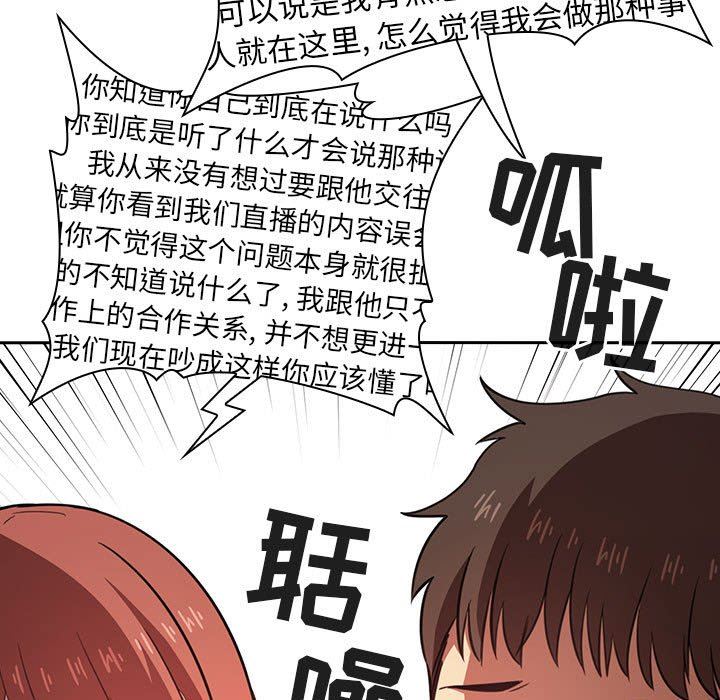 可以说是我有点
人就在这里,怎么觉得我会做那种事
你知道你自己到底在说什么吗
你到底是听了什么才会说那种
我从来没有想过要跟他交往
就算你看到我们直播的内容误会
你不觉得这个问题本身就很扯
的不知道说什么了,我跟他只
作上的合作关系,并不想更进一
我们现在吵成这样你应该懂了
呱
啦
聒
噪